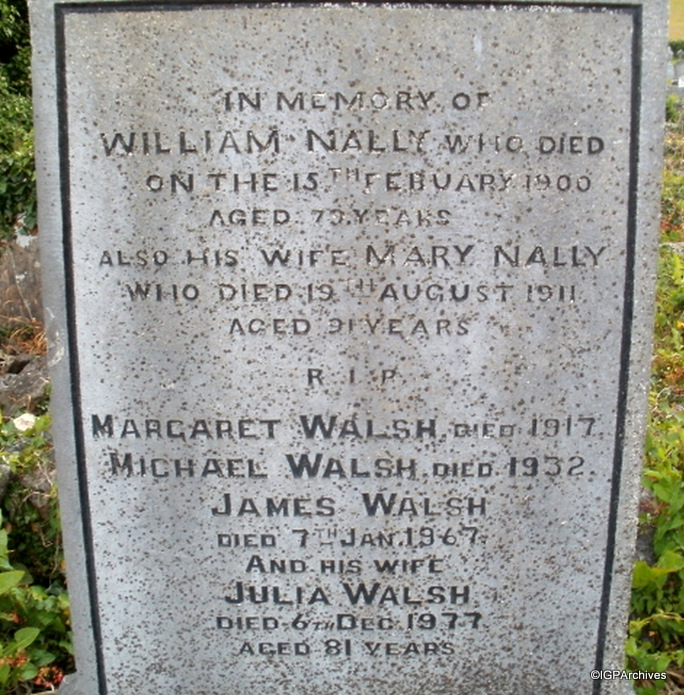 IN MEMORY OF
WILLIAM NALLY WHO DIED
ON THE 15TH FEBUARY 1900
AGED 79 YEARS
ALSO HIS WIFE MARY NALLY
WHO DIED 19TH AUGUST 1911
AGED 91 YEARS
R I P
MARGARET WALSH, DIED 1917.
MICHAEL WALSH, DIED 1932.
JAMES WALSH
DIED 7TH JAN. 1967.
AND HIS WIFE
JULIA WALSH
DIED 6TH DEC. 1977
AGED 81 YEARS
©IGPArchives